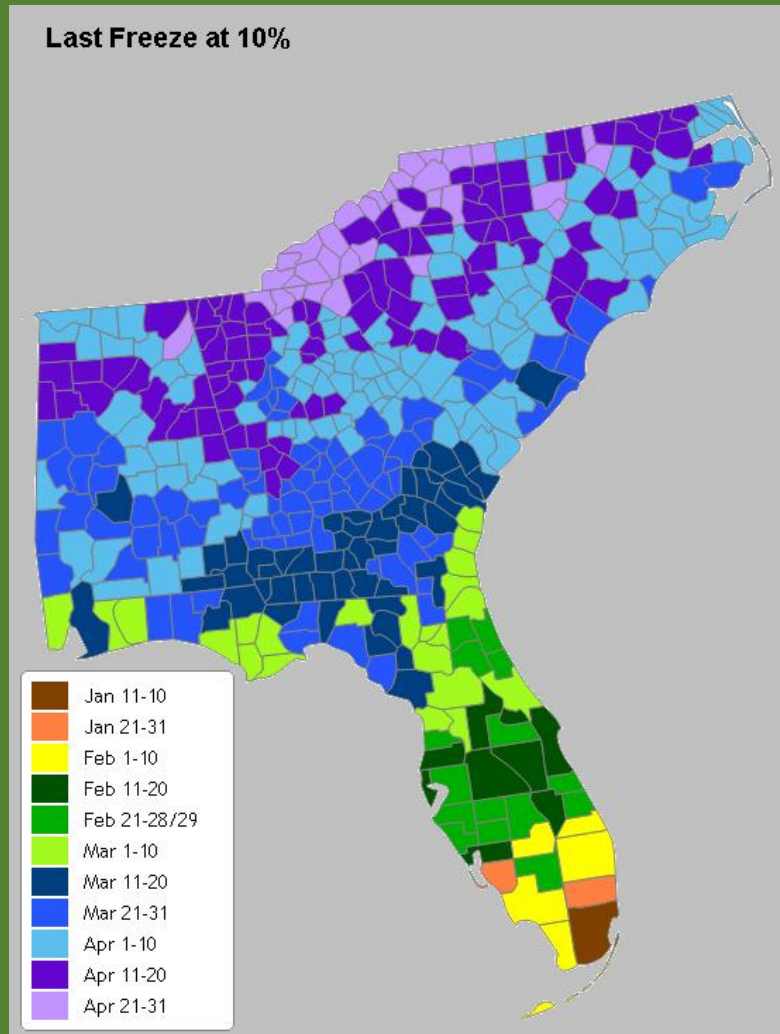 Last Freeze at 10%
Jan 11-10
Jan 21-31
Feb 1-10
Feb 11-20
Feb 21-28/29
Mar 1-10
Mar 11-20
Mar 21-31
Apr 1-10
Apr 11-20
Apr 21-31